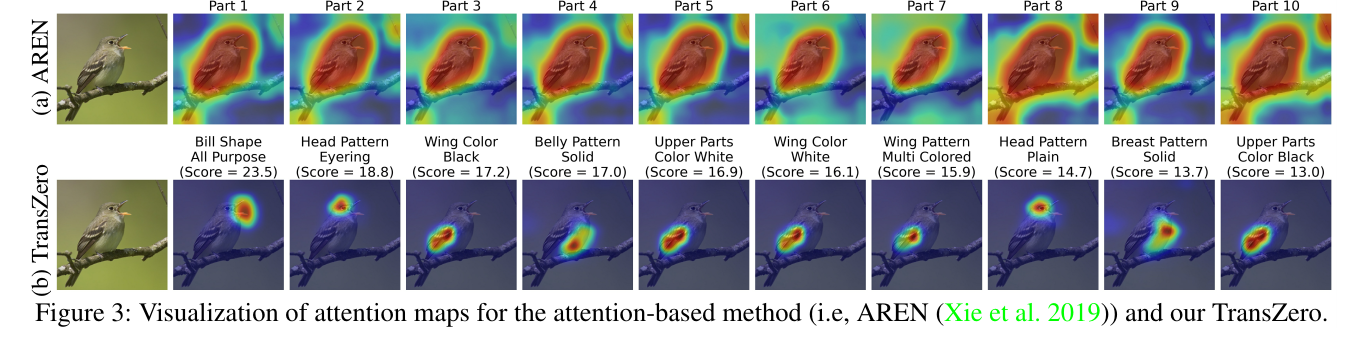 (a) AREN
Part 1
Part 2
Part 3
Part 4
Part 5
Part 6
Part 7
Part 8
Part 9
Part 10
(b) TransZero
Bill Shape
All Purpose
(Score = 23.5)
Head Pattern
Eyering
(Score = 18.8)
Wing Color
Black
(Score = 17.2)
Belly Pattern
Solid
(Score = 17.0)
Upper Parts
Color White
(Score = 16.9)
Wing Color
White
(Score = 16.1)
Wing Pattern
Multi Colored
(Score = 15.9)
Head Pattern
Plain
(Score = 14.7)
Breast Pattern
Solid
(Score = 13.7)
Upper Parts
Color Black
(Score = 13.0)
Figure 3: Visualization of attention maps for the attention-based method (i.e, AREN (Xie et al. 2019)) and our TransZero.